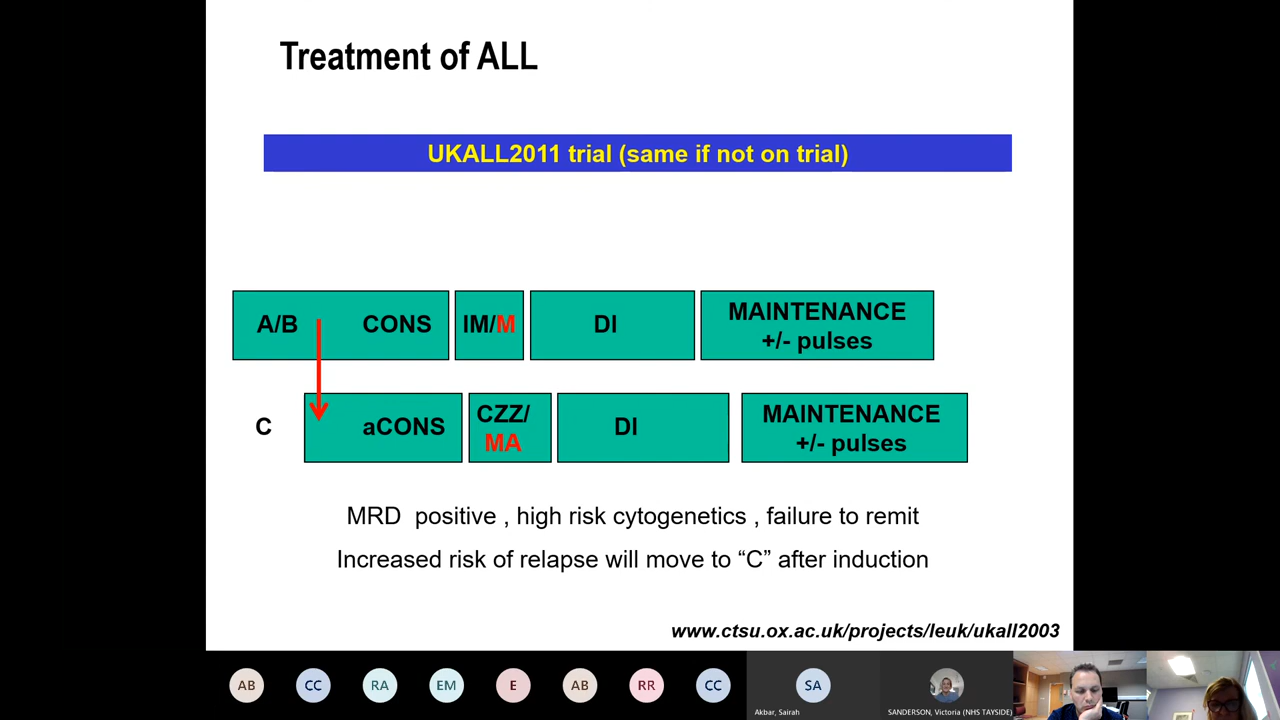 Treatment of ALL
UKALL2011 trial (same if not on trial)
A/B
CONS
IM/M
DI
MAINTENANCE
+/- pulses
C
aCONS
CZZ/
MA
DI
MAINTENANCE
+/- pulses
MRD positive , high risk cytogenetics , failure to remit
Increased risk of relapse will move to “C” after induction
www.ctsu.ox.ac.uk/projects/leuk/ukall2003
AB
CC
RA
EM
E
AB
RR
CC
SA
Akbar, Sairah
SANDERSON, Victoria (NHS TAYSIDE)